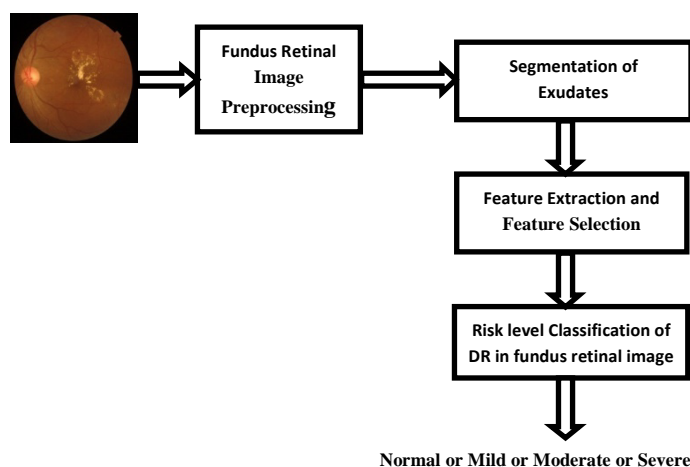 Fundus Retinal
Image
Preprocessing
Segmentation of
Exudates
Feature Extraction and
Feature Selection
Risk level Classification of
DR in fundus retinal image
Normal or Mild or Moderate or Severe